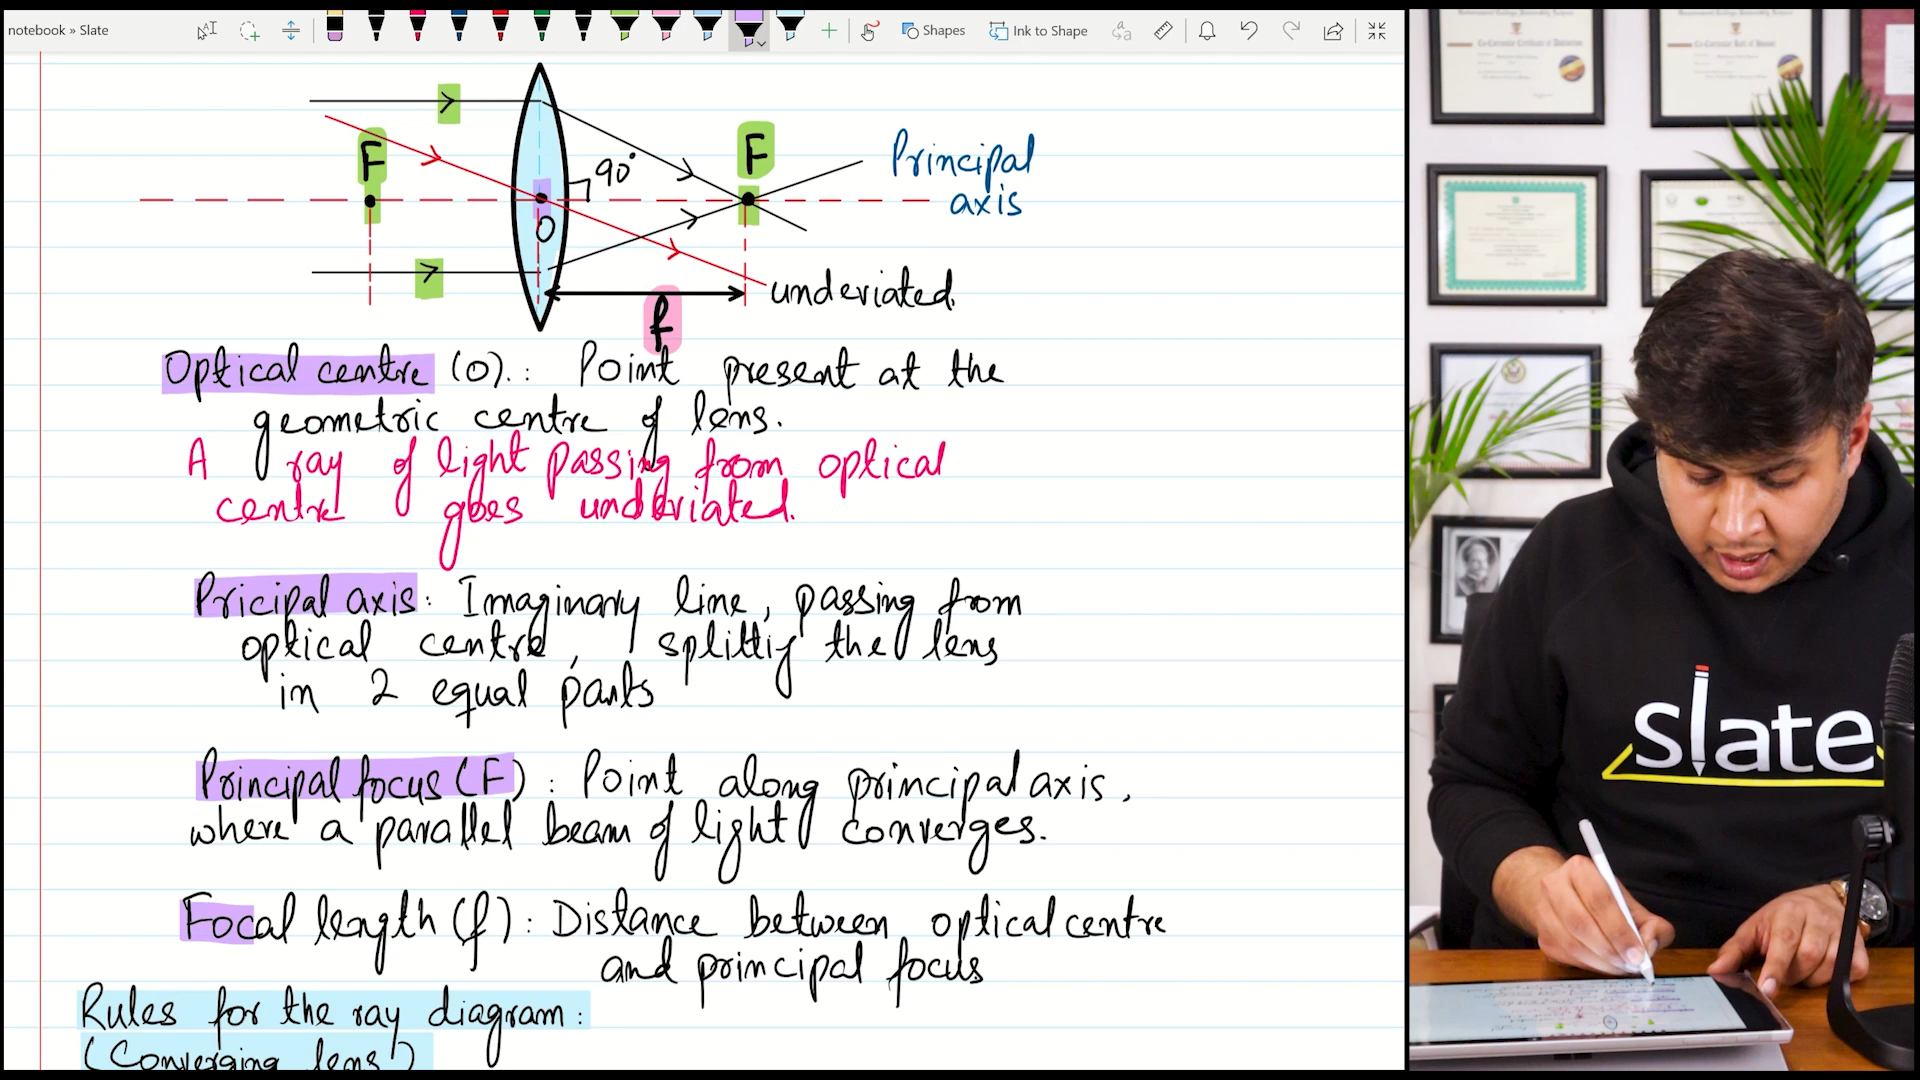 notebook » Slate
Shapes
Ink to Shape
F
F
90°
Principal
axis
O
undeviated.
f
Optical centre (O).: Point present at the
geometric centre of lens.
A ray of light passing from optical
centre goes undeviated.
Pricipal axis: Imaginary line, passing from
optical centre, splittig the lens
in 2 equal parts
Principal focus (F): Point along principal axis,
where a parallel beam of light converges.
Focal length (f): Distance between optical centre
and principal focus
Rules for the ray diagram:
(Converging lens)
slate